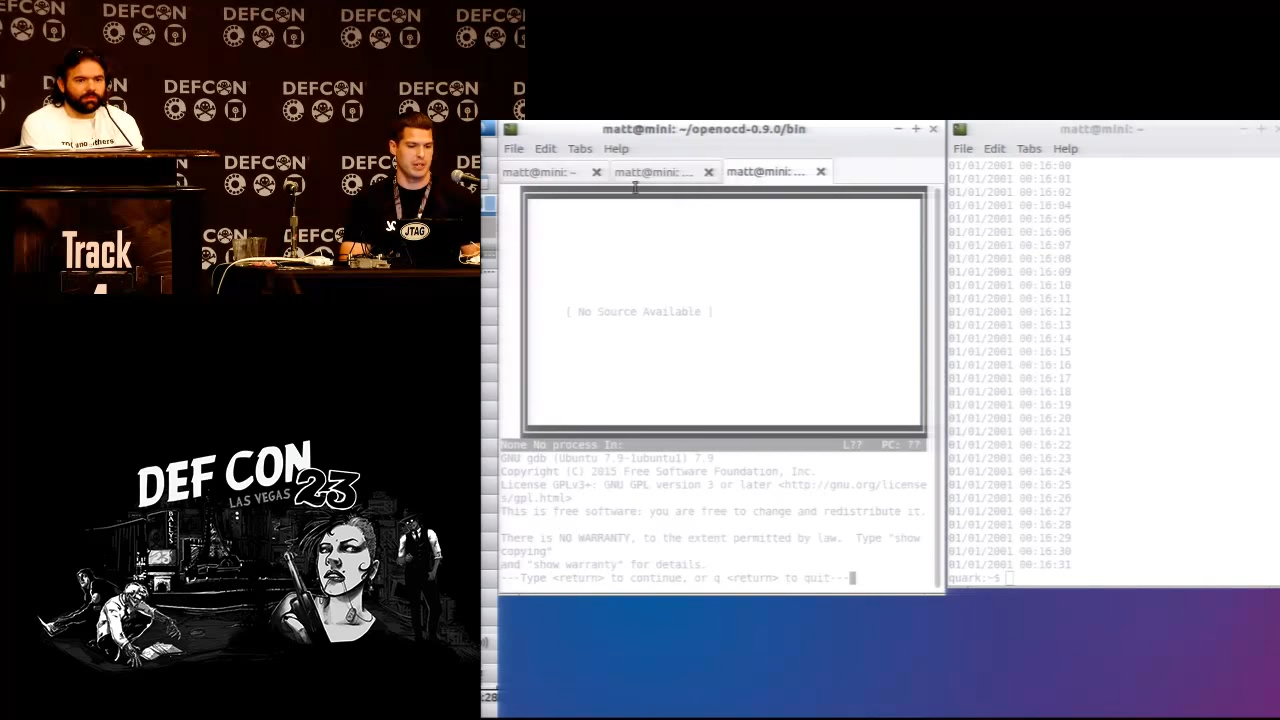 DEFCON DEFCON DEFCON DEFCON
DEFCON DEFCON DEFCON
DEFCON DEFCON
Track
JTAG
DEF CON 23
LAS VEGAS
BALLYS
matt@mini: ~/openocd-0.9.0/bin
File Edit Tabs Help
matt@mini: ~ matt@mini: ... matt@mini: ...
[ No Source Available ]
None No process In: L?? PC: ??
GNU gdb (Ubuntu 7.9-1ubuntu1) 7.9
Copyright (C) 2015 Free Software Foundation, Inc.
License GPLv3+: GNU GPL version 3 or later <http://gnu.org/license
s/gpl.html>
This is free software: you are free to change and redistribute it.
There is NO WARRANTY, to the extent permitted by law.  Type "show
copying"
and "show warranty" for details.
---Type <return> to continue, or q <return> to quit---
matt@mini: ~
File Edit Tabs Help
01/01/2001 00:16:00
01/01/2001 00:16:01
01/01/2001 00:16:02
01/01/2001 00:16:04
01/01/2001 00:16:05
01/01/2001 00:16:06
01/01/2001 00:16:07
01/01/2001 00:16:08
01/01/2001 00:16:09
01/01/2001 00:16:10
01/01/2001 00:16:11
01/01/2001 00:16:12
01/01/2001 00:16:13
01/01/2001 00:16:14
01/01/2001 00:16:15
01/01/2001 00:16:16
01/01/2001 00:16:17
01/01/2001 00:16:18
01/01/2001 00:16:19
01/01/2001 00:16:20
01/01/2001 00:16:21
01/01/2001 00:16:22
01/01/2001 00:16:23
01/01/2001 00:16:24
01/01/2001 00:16:25
01/01/2001 00:16:26
01/01/2001 00:16:27
01/01/2001 00:16:28
01/01/2001 00:16:29
01/01/2001 00:16:30
01/01/2001 00:16:31
quark:~$